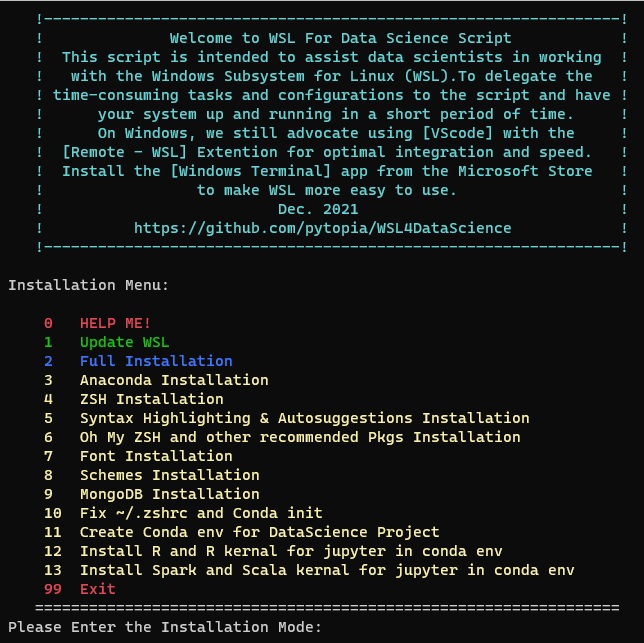 !----------------------------------------------------------------!
! Welcome to WSL For Data Science Script !
! This script is intended to assist data scientists in working !
! with the Windows Subsystem for Linux (WSL).To delegate the !
! time-consuming tasks and configurations to the script and have !
! your system up and running in a short period of time. !
! On Windows, we still advocate using [VScode] with the !
! [Remote - WSL] Extention for optimal integration and speed. !
! Install the [Windows Terminal] app from the Microsoft Store !
! to make WSL more easy to use. !
! Dec. 2021 !
! https://github.com/pytopia/WSL4DataScience !
!----------------------------------------------------------------!
Installation Menu:
0 HELP ME!
1 Update WSL
2 Full Installation
3 Anaconda Installation
4 ZSH Installation
5 Syntax Highlighting & Autosuggestions Installation
6 Oh My ZSH and other recommended Pkgs Installation
7 Font Installation
8 Schemes Installation
9 MongoDB Installation
10 Fix ~/.zshrc and Conda init
11 Create Conda env for DataScience Project
12 Install R and R kernal for jupyter in conda env
13 Install Spark and Scala kernal for jupyter in conda env
99 Exit
=================================================================
Please Enter the Installation Mode: